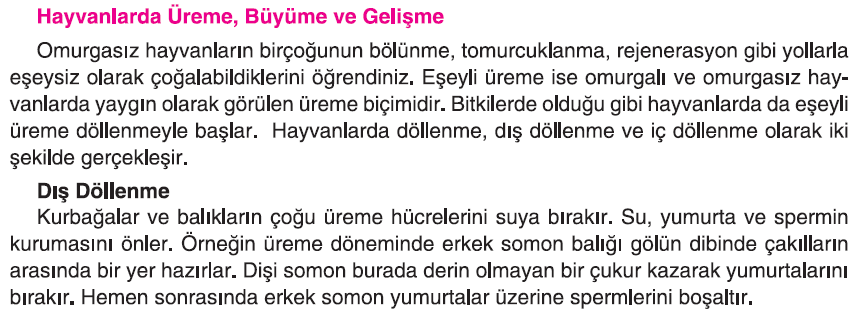 Hayvanlarda Üreme, Büyüme ve Gelişme
Omurgasız hayvanların birçoğunun bölünme, tomurcuklanma, rejenerasyon gibi yollarla
eşeysiz olarak çoğalabildiklerini öğrendiniz. Eşeyli üreme ise omurgalı ve omurgasız hay-
vanlarda yaygın olarak görülen üreme biçimidir. Bitkilerde olduğu gibi hayvanlarda da eşeyli
üreme döllenmeyle başlar. Hayvanlarda döllenme, dış döllenme ve iç döllenme olarak iki
şekilde gerçekleşir.
Dış Döllenme
Kurbağalar ve balıkların çoğu üreme hücrelerini suya bırakır. Su, yumurta ve spermin
kurumasını önler. Örneğin üreme döneminde erkek somon balığı gölün dibinde çakılların
arasında bir yer hazırlar. Dişi somon burada derin olmayan bir çukur kazarak yumurtalarını
bırakır. Hemen sonrasında erkek somon yumurtalar üzerine spermlerini boşaltır.